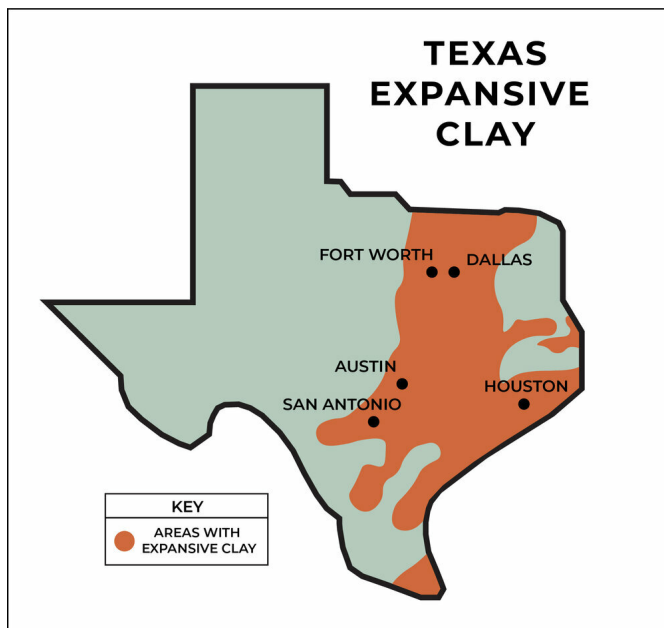 TEXAS
EXPANSIVE
CLAY
FORT WORTH
DALLAS
AUSTIN
HOUSTON
SAN ANTONIO
KEY
AREAS WITH
EXPANSIVE CLAY